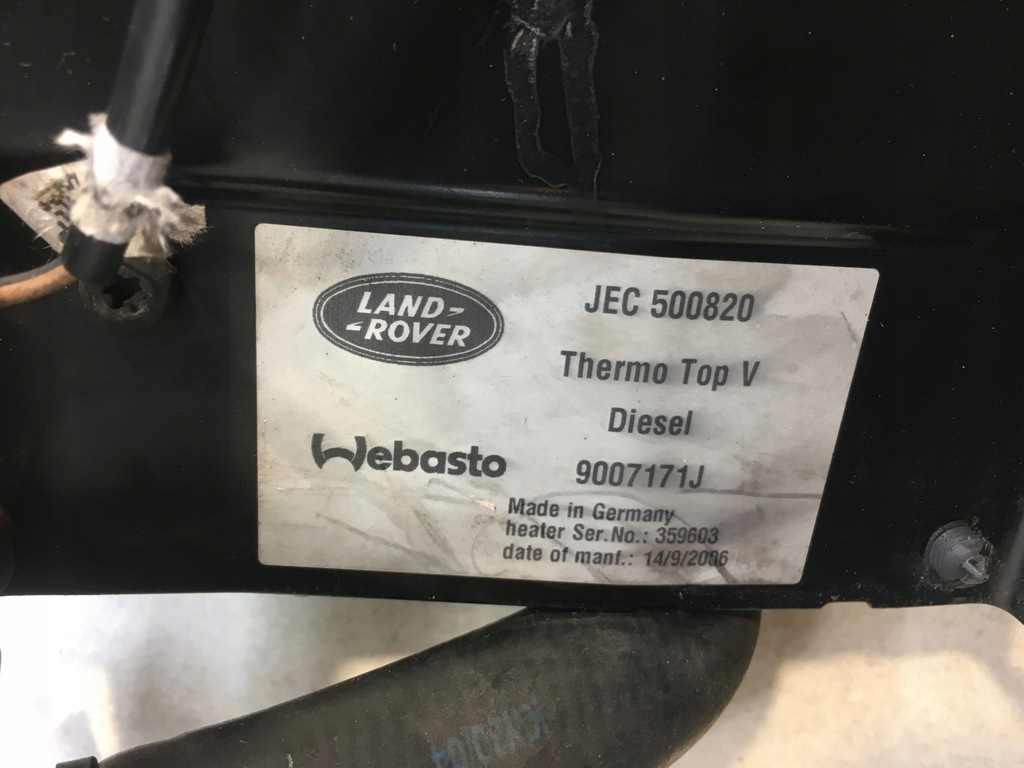 LAND-
-ROVER
JEC 500820
Thermo Top V
Diesel
Webasto
9007171J
Made in Germany
heater Ser.No.: 359603
date of manf.: 14/9/2006